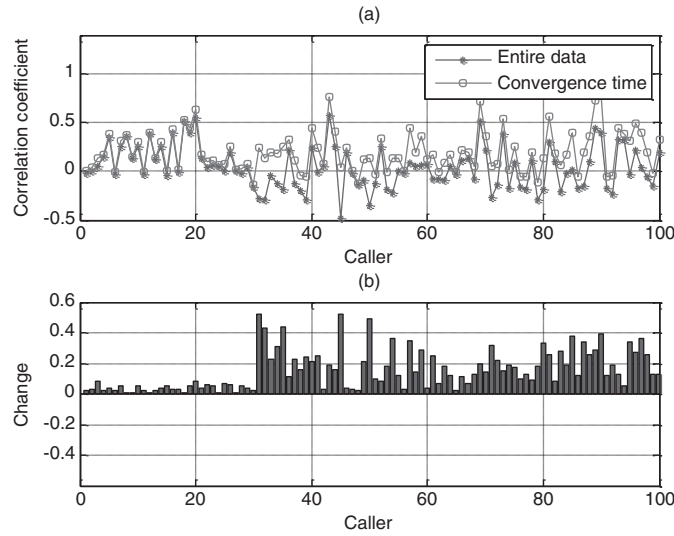 (a)
Correlation coefficient
1
0.5
0
-0.5
Entire data
Convergence time
0 20 40 60 80 100
Caller
(b)
Change
0.6
0.4
0.2
0
-0.2
-0.4
0 20 40 60 80 100
Caller